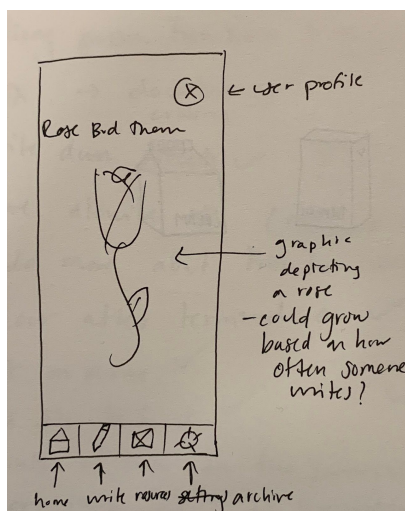 ← user profile
Rose Bud Thorn
graphic
depicting
a rose
- could grow
based on how
often someone
writes?
home write resources settings archive